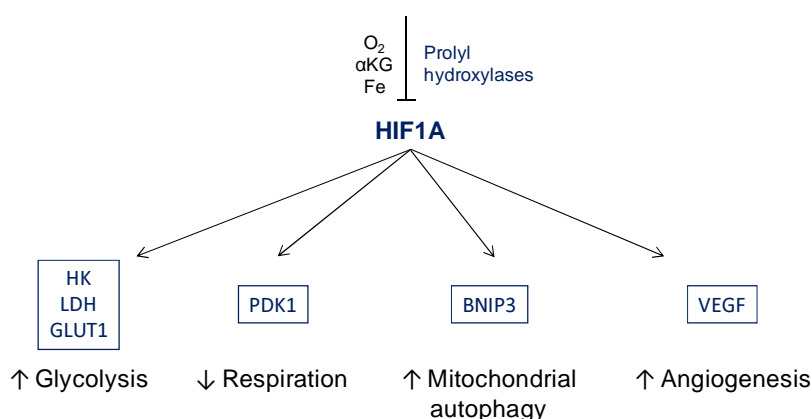 O₂
αKG
Fe
Prolyl
hydroxylases
HIF1A
HK
LDH
GLUT1
PDK1
BNIP3
VEGF
↑ Glycolysis
↓ Respiration
↑ Mitochondrial
autophagy
↑ Angiogenesis